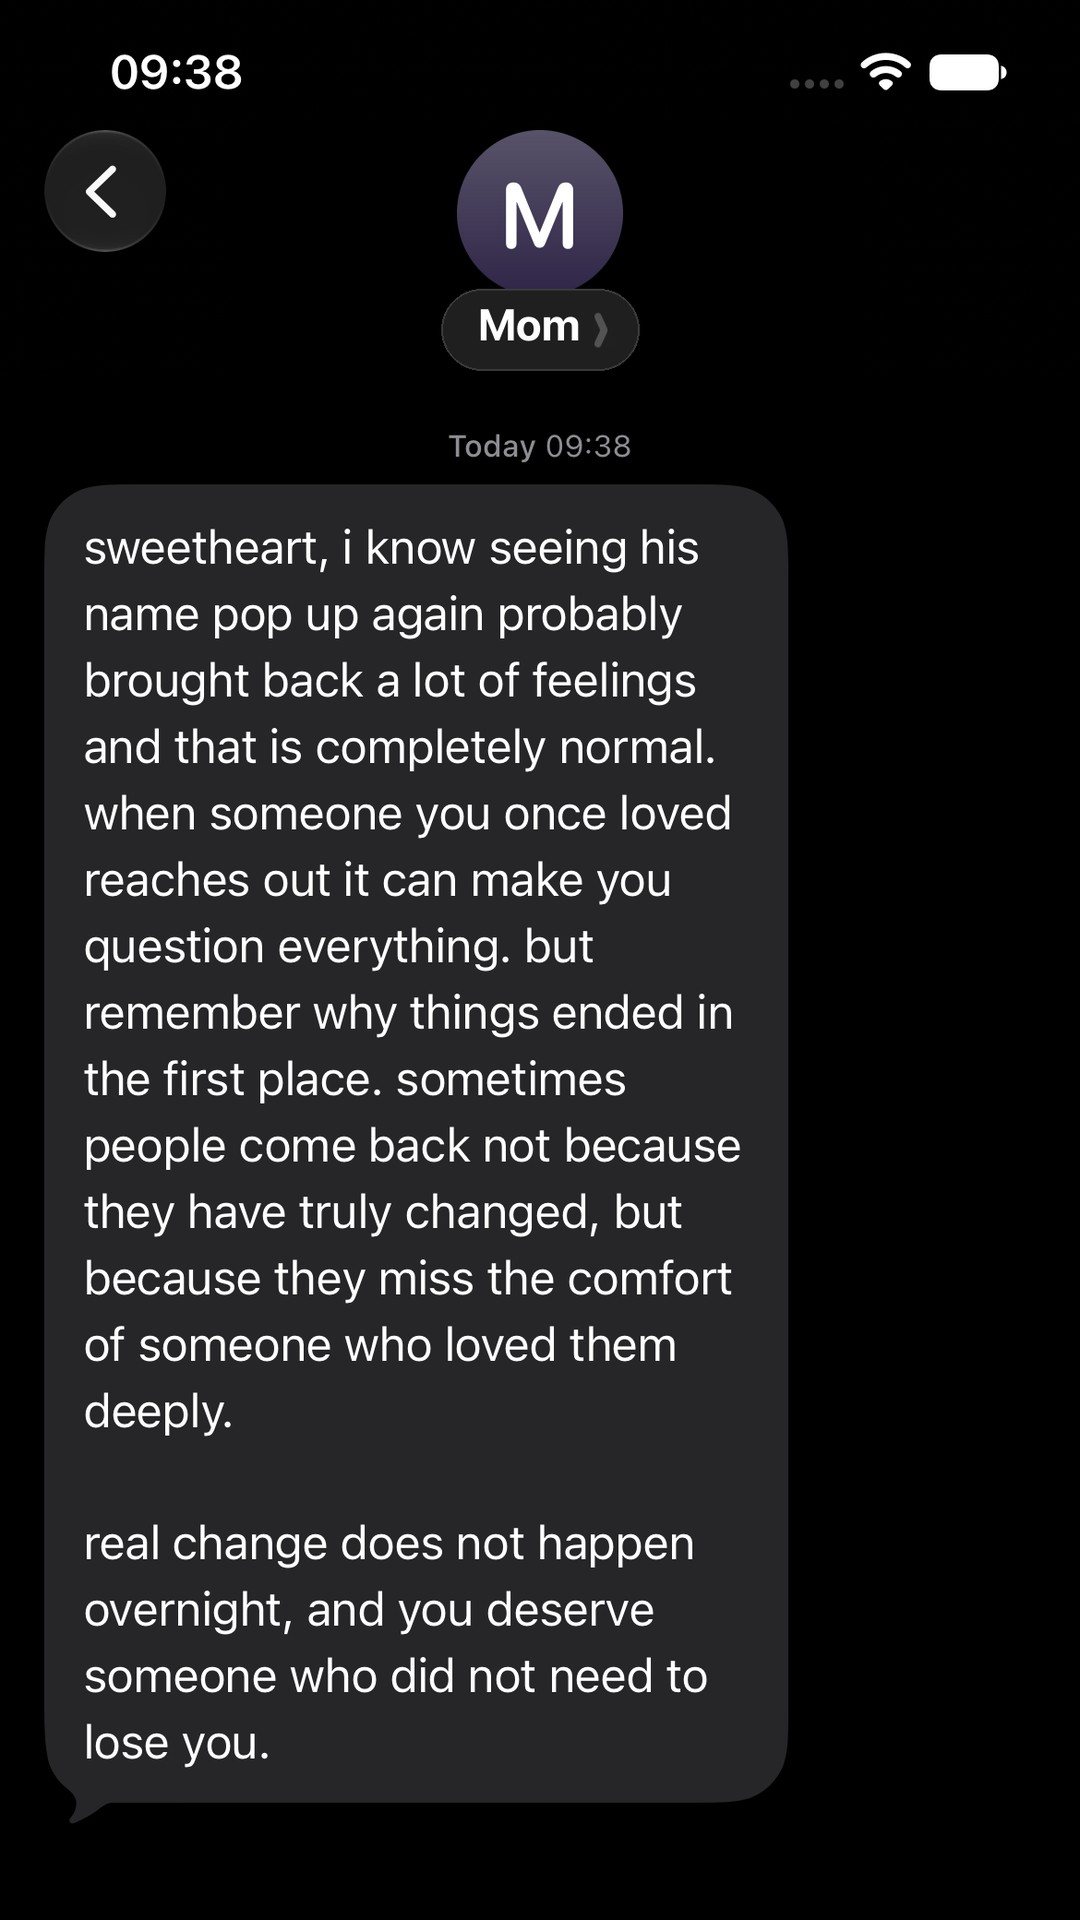 09:38
M
Mom
Today 09:38
sweetheart, i know seeing his
name pop up again probably
brought back a lot of feelings
and that is completely normal.
when someone you once loved
reaches out it can make you
question everything. but
remember why things ended in
the first place. sometimes
people come back not because
they have truly changed, but
because they miss the comfort
of someone who loved them
deeply.
real change does not happen
overnight, and you deserve
someone who did not need to
lose you.